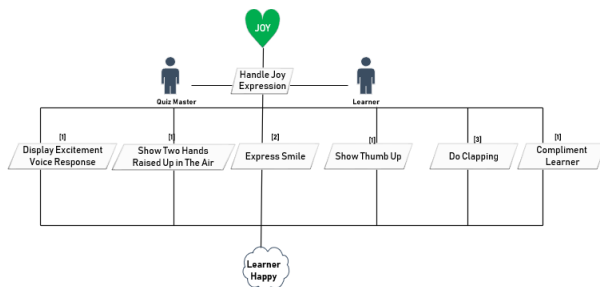 JOY
Handle Joy
Expression
Quiz Master
Learner
[1]
[1]
[2]
[1]
[3]
[1]
Display Excitement
Voice Response
Show Two Hands
Raised Up in The Air
Express Smile
Show Thumb Up
Do Clapping
Compliment
Learner
Learner
Happy